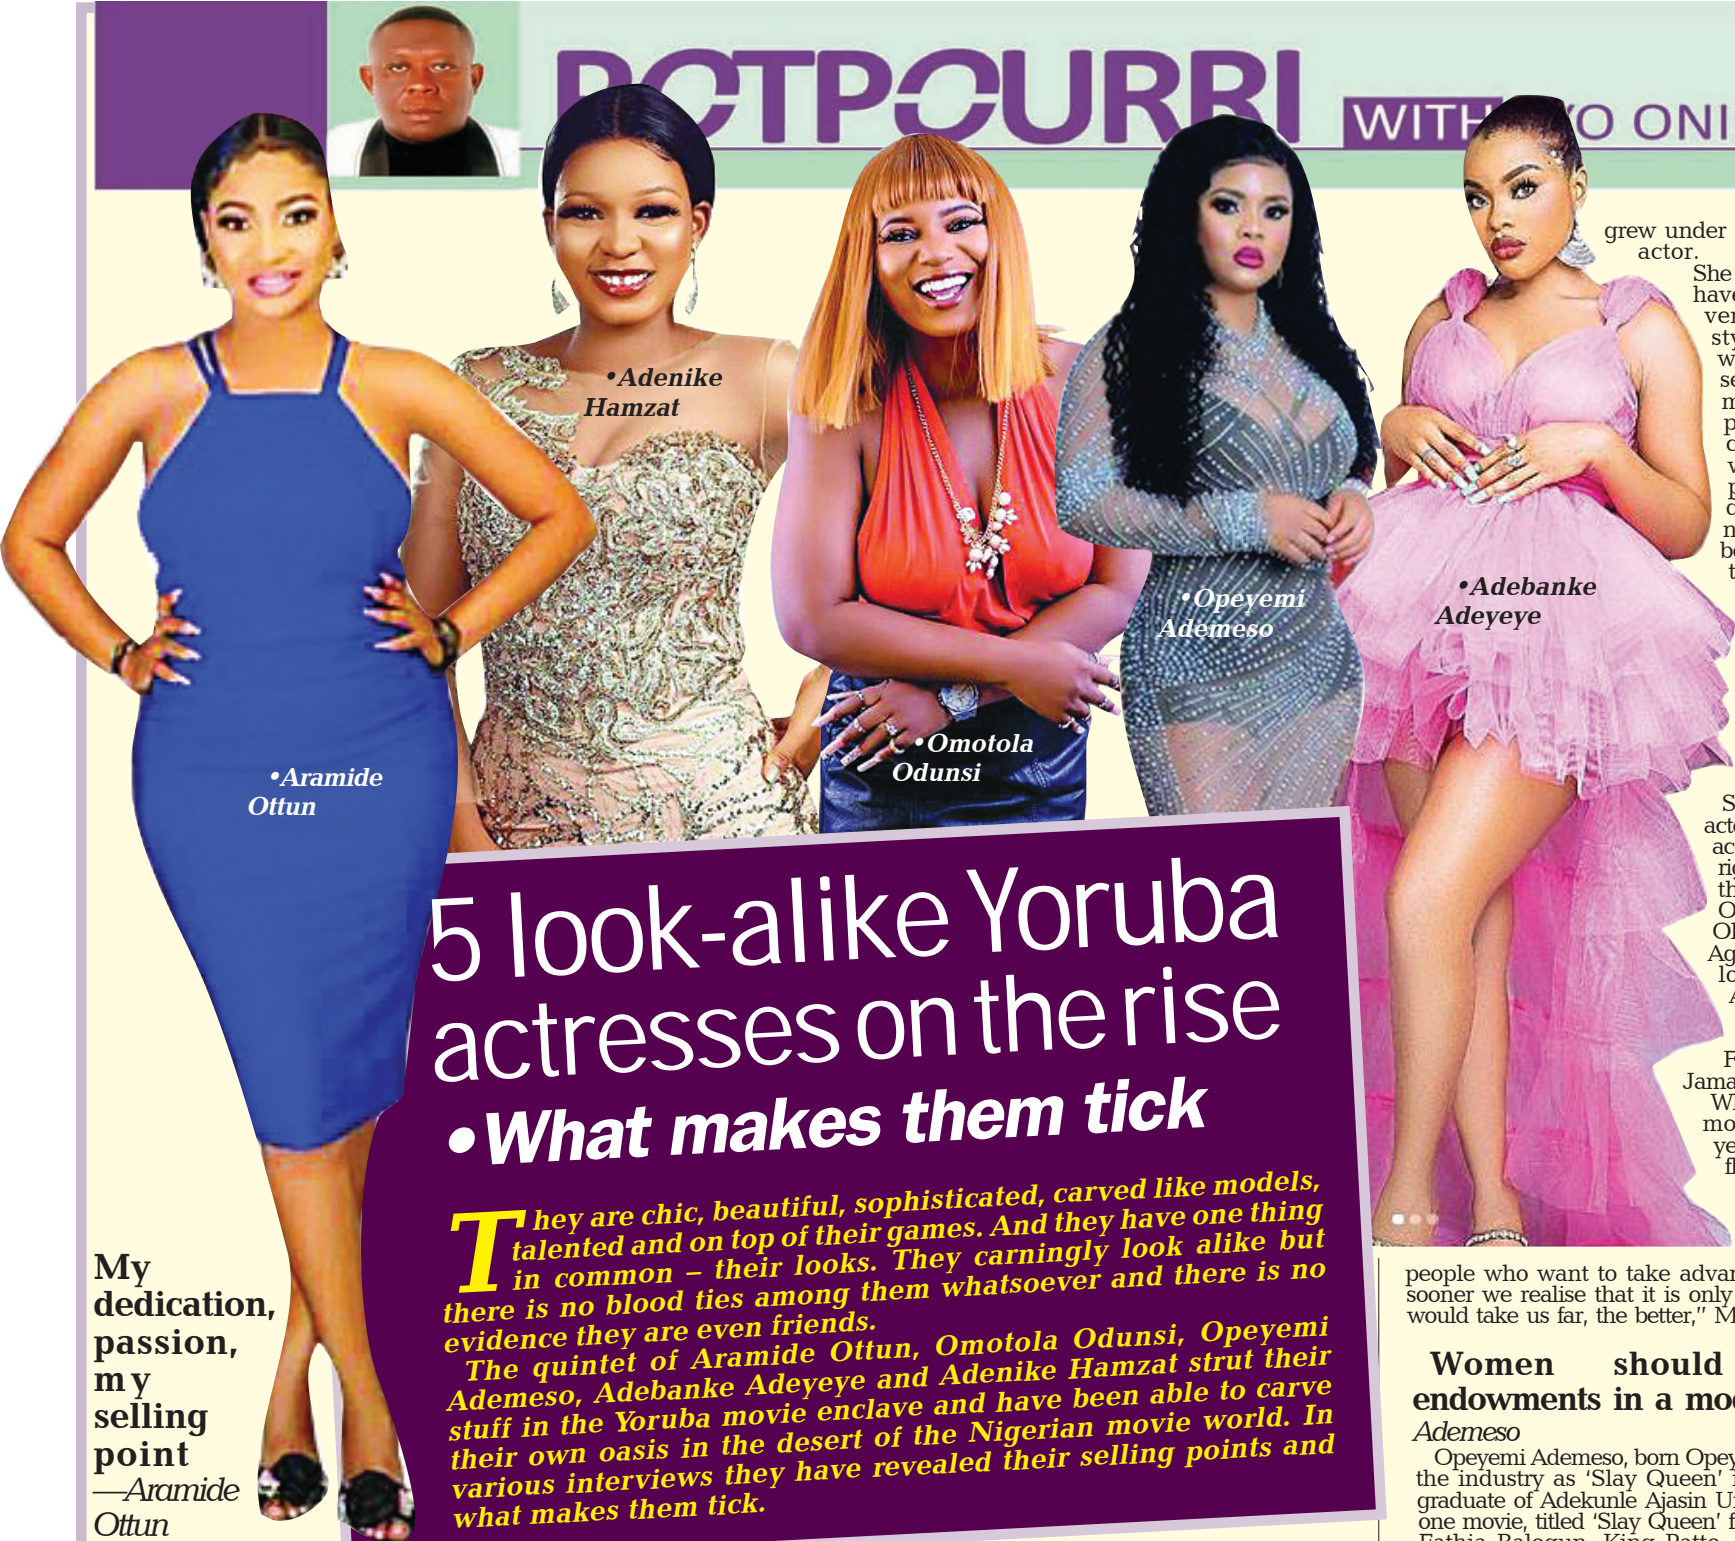 POTPOURRI
WITH YO ONI
•Adenike
Hamzat
•Aramide
Ottun
•Omotola
Odunsi
•Opeyemi
Ademeso
•Adebanke
Adeyeye
5 look-alike Yoruba
actresses on the rise
•What makes them tick
They are chic, beautiful, sophisticated, carved like models,
talented and on top of their games. And they have one thing
in common – their looks. They carningly look alike but
there is no blood ties among them whatsoever and there is no
evidence they are even friends.
The quintet of Aramide Ottun, Omotola Odunsi, Opeyemi
Ademeso, Adebanke Adeyeye and Adenike Hamzat strut their
stuff in the Yoruba movie enclave and have been able to carve
their own oasis in the desert of the Nigerian movie world. In
various interviews they have revealed their selling points and
what makes them tick.
My
dedication,
passion,
my
selling
point
—Aramide
Ottun
grew under
actor.
She
have
people who want to take advan
sooner we realise that it is only
would take us far, the better,” M
Women should
endowments in a mo
Ademeso
Opeyemi Ademeso, born Opey
the industry as ‘Slay Queen’
graduate of Adekunle Ajasin U
one movie, titled ‘Slay Queen’ f